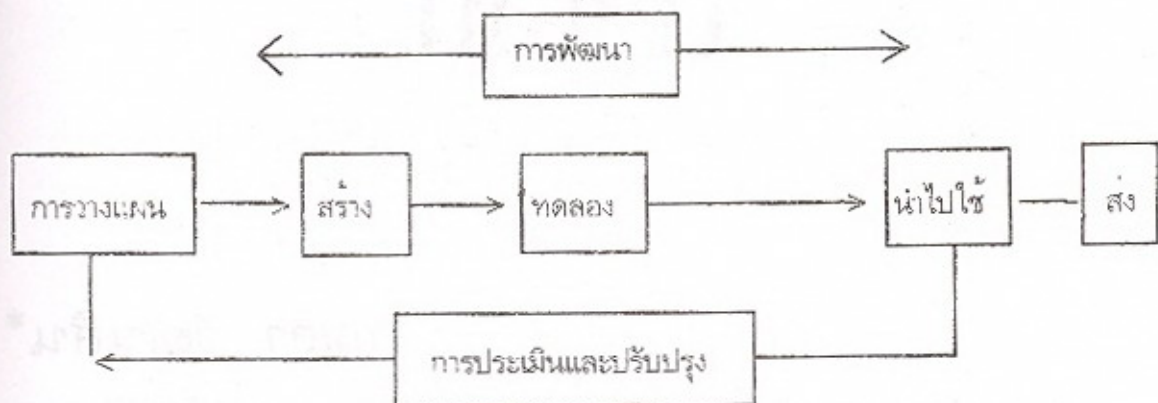 การพัฒนา
การวางแผน
สร้าง
ทดลอง
นำไปใช้
ส่ง
การประเมินและปรับปรุง